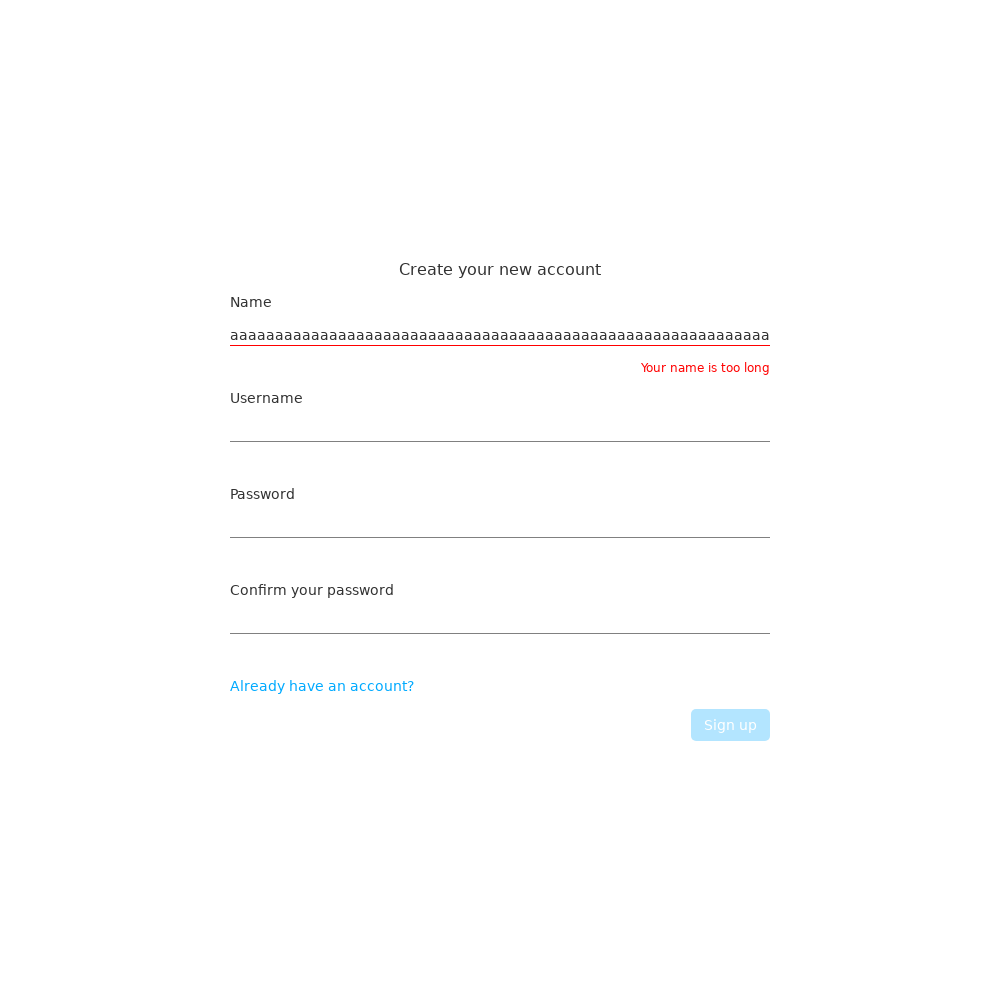 Create your new account
Name
aaaaaaaaaaaaaaaaaaaaaaaaaaaaaaaaaaaaaaaaaaaaaaaaaaaaaaaaaaaa
Your name is too long
Username
Password
Confirm your password
Already have an account?
Sign up